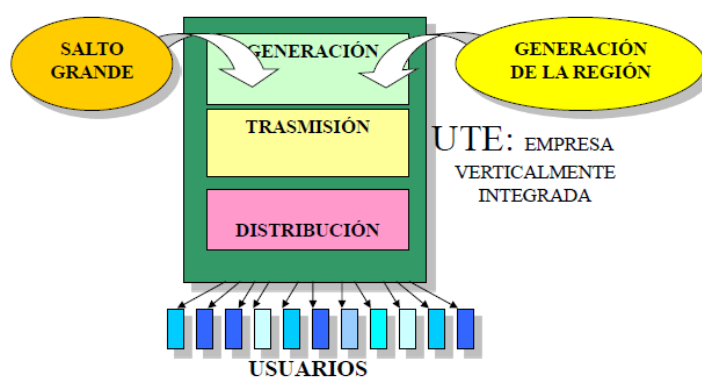 SALTO
GRANDE
GENERACIÓN
GENERACIÓN
DE LA REGIÓN
TRASMISIÓN
UTE: EMPRESA
VERTICALMENTE
INTEGRADA
DISTRIBUCIÓN
USUARIOS